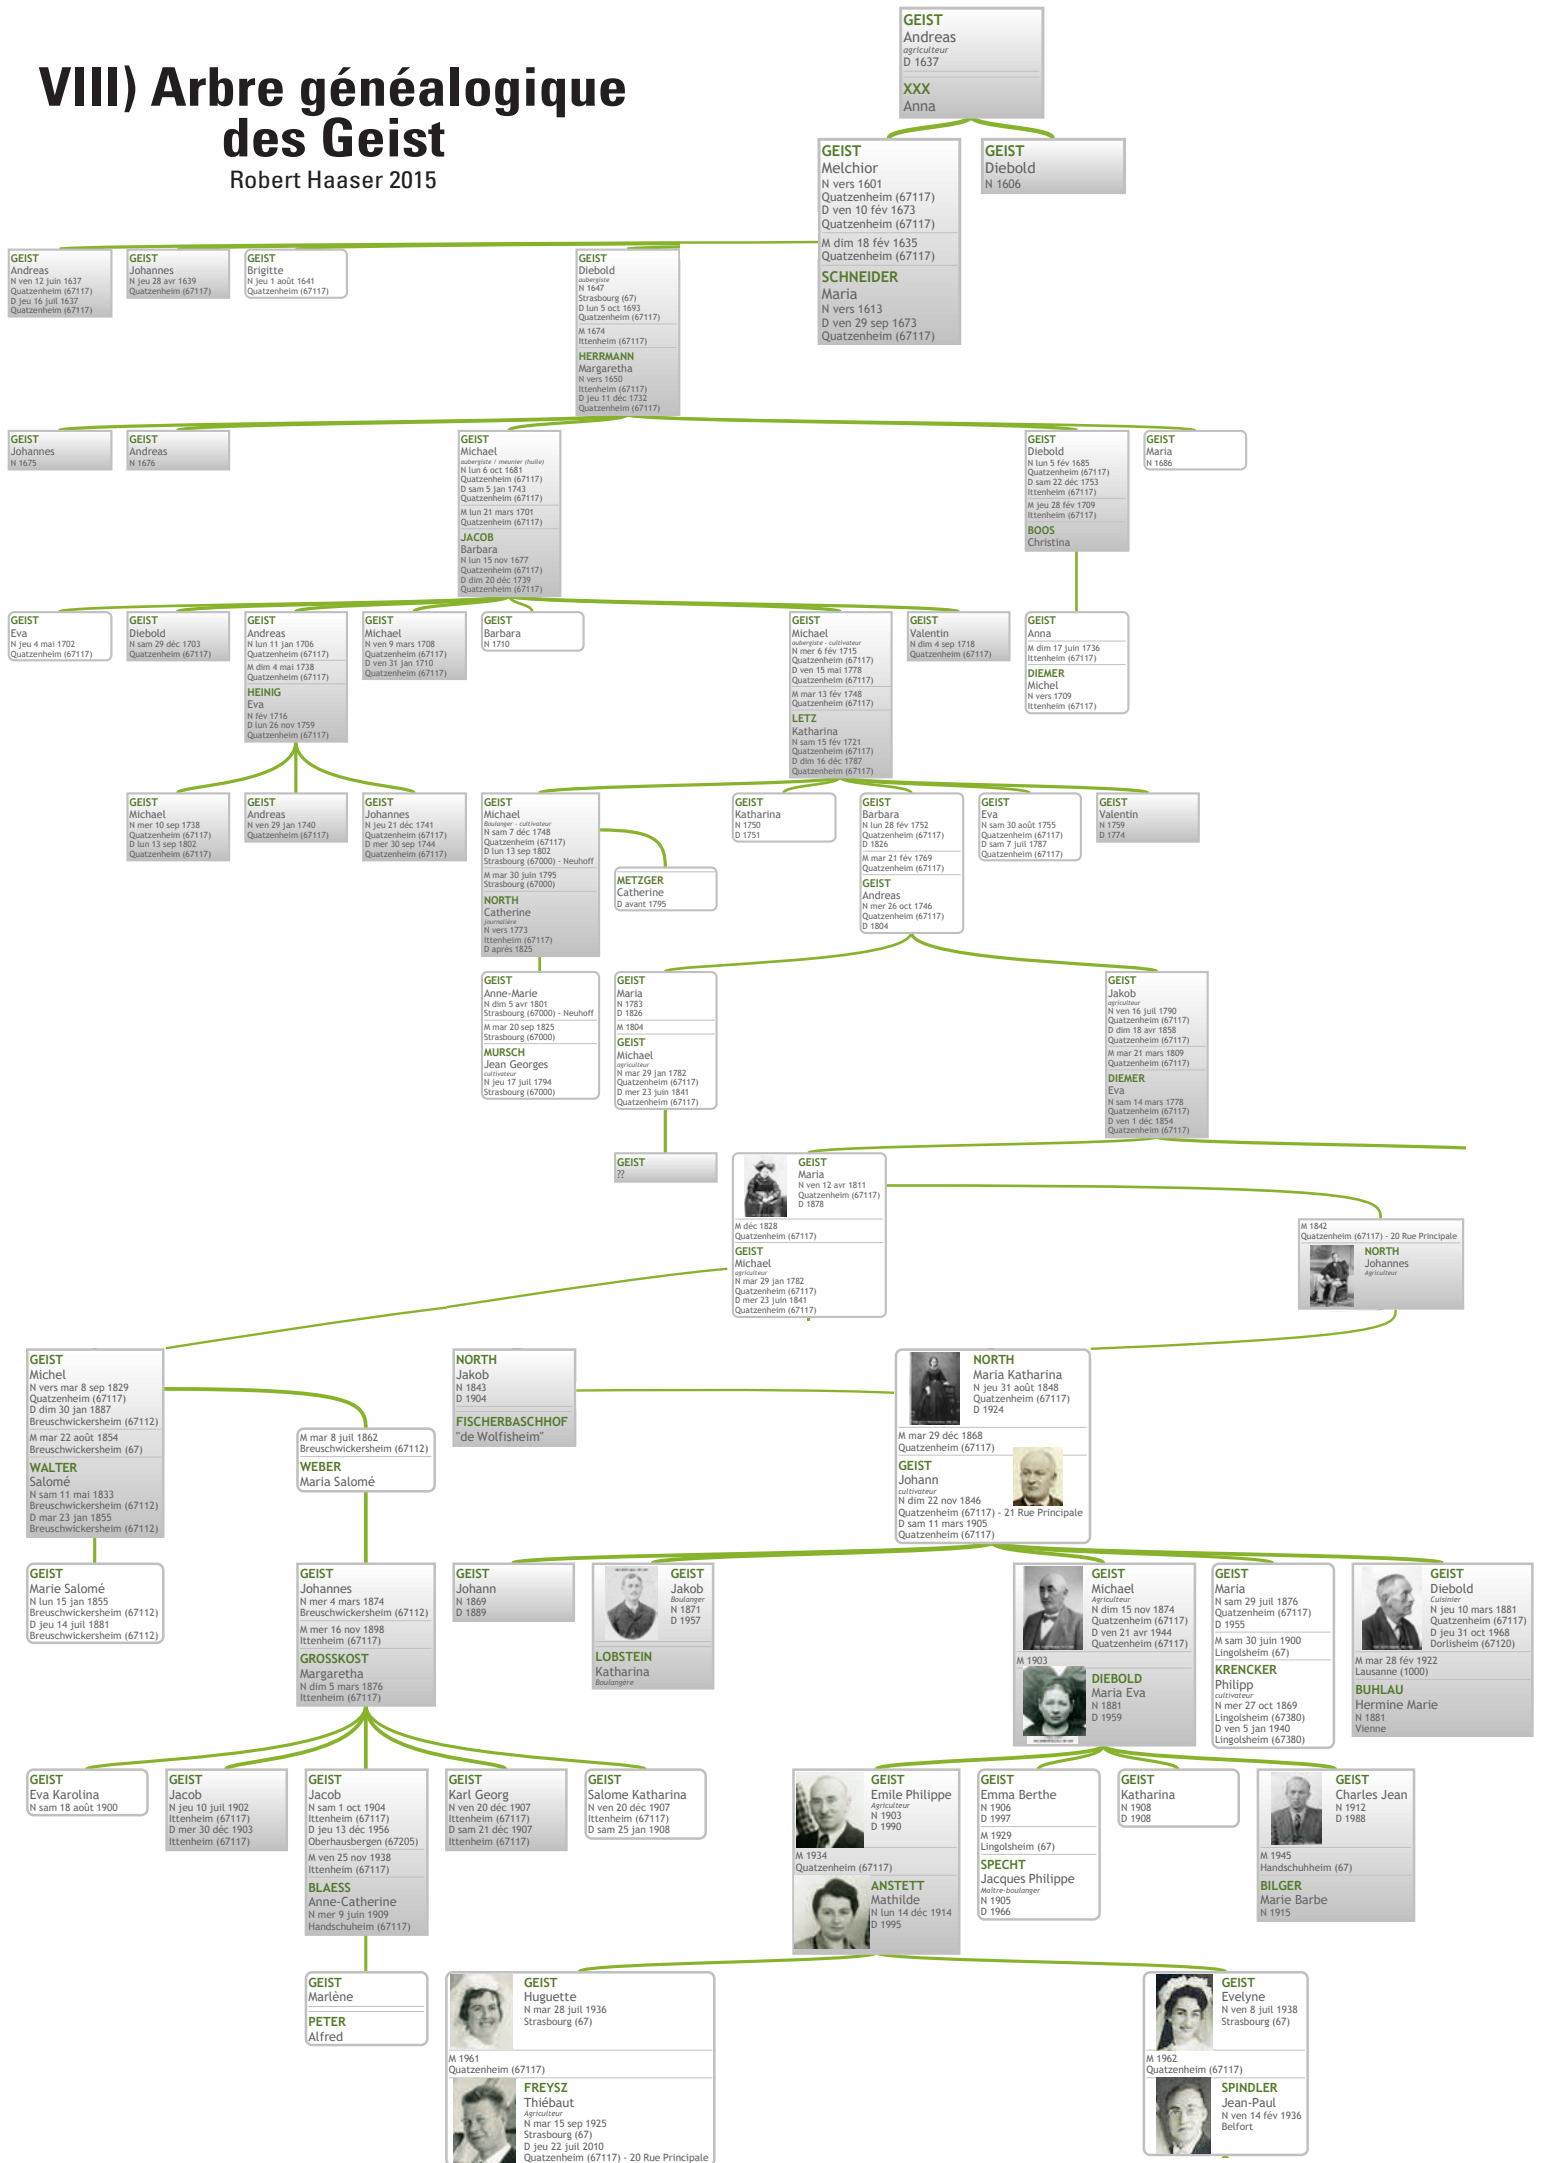 VIII) Arbre généalogique
des Geist
Robert Haaser 2015
GEIST
Andreas
agriculteur
D 1637
XXX
Anna
GEIST
Melchior
N vers 1601
Quatzenheim (67117)
D ven 10 fév 1673
Quatzenheim (67117)
M dim 18 fév 1635
Quatzenheim (67117)
SCHNEIDER
Maria
N vers 1613
D ven 29 sep 1673
Quatzenheim (67117)
GEIST
Diebold
N 1606
GEIST
Andreas
N ven 12 juin 1637
Quatzenheim (67117)
D jeu 16 juil 1637
Quatzenheim (67117)
GEIST
Johannes
N jeu 28 avr 1639
Quatzenheim (67117)
GEIST
Brigitte
N jeu 1 août 1641
Quatzenheim (67117)
GEIST
Diebold
aubergiste
N 1647
Strasbourg (67)
D lun 5 oct 1693
Quatzenheim (67117)
M 1674
Ittenheim (67117)
HERRMANN
Margaretha
N vers 1650
Ittenheim (67117)
D jeu 11 déc 1732
Quatzenheim (67117)
GEIST
Johannes
N 1675
GEIST
Andreas
N 1676
GEIST
Michael
aubergiste / meunier (huile)
N lun 6 oct 1681
Quatzenheim (67117)
D sam 5 jan 1743
Quatzenheim (67117)
M lun 21 mars 1701
Quatzenheim (67117)
JACOB
Barbara
N lun 15 nov 1677
Quatzenheim (67117)
D dim 20 déc 1739
Quatzenheim (67117)
GEIST
Diebold
N lun 5 fév 1685
Quatzenheim (67117)
D sam 22 déc 1753
Ittenheim (67117)
M jeu 28 fév 1709
Ittenheim (67117)
BOOS
Christina
GEIST
Maria
N 1686
GEIST
Eva
N jeu 4 mai 1702
Quatzenheim (67117)
GEIST
Diebold
N sam 29 déc 1703
Quatzenheim (67117)
GEIST
Andreas
N lun 11 jan 1706
Quatzenheim (67117)
M dim 4 mai 1738
Quatzenheim (67117)
HEINIG
Eva
N fév 1716
D lun 26 nov 1759
Quatzenheim (67117)
GEIST
Michael
N ven 9 mars 1708
Quatzenheim (67117)
D ven 31 jan 1710
Quatzenheim (67117)
GEIST
Barbara
N 1710
GEIST
Michael
aubergiste - cultivateur
N mer 6 fév 1715
Quatzenheim (67117)
D ven 15 mai 1778
Quatzenheim (67117)
M mar 13 fév 1748
Quatzenheim (67117)
LETZ
Katharina
N sam 15 fév 1721
Quatzenheim (67117)
D dim 16 déc 1787
Quatzenheim (67117)
GEIST
Valentin
N dim 4 sep 1718
Quatzenheim (67117)
GEIST
Anna
M dim 17 juin 1736
Ittenheim (67117)
DIEMER
Michel
N vers 1709
Ittenheim (67117)
GEIST
Michael
N mer 10 sep 1738
Quatzenheim (67117)
D lun 13 sep 1802
Quatzenheim (67117)
GEIST
Andreas
N ven 29 jan 1740
Quatzenheim (67117)
GEIST
Johannes
N jeu 21 déc 1741
Quatzenheim (67117)
D mer 30 sep 1744
Quatzenheim (67117)
GEIST
Michael
Boulanger - cultivateur
N sam 7 déc 1748
Quatzenheim (67117)
D lun 13 sep 1802
Strasbourg (67000) - Neuhoff
M mar 30 juin 1795
Strasbourg (67000)
NORTH
Catherine
journalière
N vers 1773
Ittenheim (67117)
D après 1825
METZGER
Catherine
D avant 1795
GEIST
Katharina
N 1750
D 1751
GEIST
Barbara
N lun 28 fév 1752
Quatzenheim (67117)
D 1826
M mar 21 fév 1769
Quatzenheim (67117)
GEIST
Andreas
N mer 26 oct 1746
Quatzenheim (67117)
D 1804
GEIST
Eva
N sam 30 août 1755
Quatzenheim (67117)
D sam 7 juil 1787
Quatzenheim (67117)
GEIST
Valentin
N 1759
D 1774
GEIST
Anne-Marie
N dim 5 avr 1801
Strasbourg (67000) - Neuhoff
M mar 20 sep 1825
Strasbourg (67000)
MURSCH
Jean Georges
cultivateur
N jeu 17 juil 1794
Strasbourg (67000)
GEIST
Maria
N 1783
D 1826
M 1804
GEIST
Michael
agriculteur
N mar 29 jan 1782
Quatzenheim (67117)
D mer 23 juin 1841
Quatzenheim (67117)
GEIST
Jakob
agriculteur
N ven 16 juil 1790
Quatzenheim (67117)
D dim 18 avr 1858
Quatzenheim (67117)
M mar 21 mars 1809
Quatzenheim (67117)
DIEMER
Eva
N sam 14 mars 1778
Quatzenheim (67117)
D ven 1 déc 1854
Quatzenheim (67117)
GEIST
??
GEIST
Maria
N ven 12 avr 1811
Quatzenheim (67117)
D 1878
M déc 1828
Quatzenheim (67117)
GEIST
Michael
agriculteur
N mar 29 jan 1782
Quatzenheim (67117)
D mer 23 juin 1841
Quatzenheim (67117)
M 1842
Quatzenheim (67117) - 20 Rue Principale
NORTH
Johannes
Agriculteur
GEIST
Michel
N vers mar 8 sep 1829
Quatzenheim (67117)
D dim 30 jan 1887
Breuschwickersheim (67112)
M mar 22 août 1854
Breuschwickersheim (67)
WALTER
Salomé
N sam 11 mai 1833
Breuschwickersheim (67112)
D mar 23 jan 1855
Breuschwickersheim (67112)
M mar 8 juil 1862
Breuschwickersheim (67112)
WEBER
Maria Salomé
NORTH
Jakob
N 1843
D 1904
FISCHERBASCHHOF
"de Wolfisheim"
NORTH
Maria Katharina
N jeu 31 août 1848
Quatzenheim (67117)
D 1924
M mar 29 déc 1868
Quatzenheim (67117)
GEIST
Johann
cultivateur
N dim 22 nov 1846
Quatzenheim (67117) - 21 Rue Principale
D sam 11 mars 1905
Quatzenheim (67117)
GEIST
Marie Salomé
N lun 15 jan 1855
Breuschwickersheim (67112)
D jeu 14 juil 1881
Breuschwickersheim (67112)
GEIST
Johannes
N mer 4 mars 1874
Breuschwickersheim (67112)
M mer 16 nov 1898
Ittenheim (67117)
GROSSKOST
Margaretha
N dim 5 mars 1876
Ittenheim (67117)
GEIST
Johann
N 1869
D 1889
GEIST
Jakob
Boulanger
N 1871
D 1957
LOBSTEIN
Katharina
Boulangère
GEIST
Michael
Agriculteur
N dim 15 nov 1874
Quatzenheim (67117)
D ven 21 avr 1944
Quatzenheim (67117)
M 1903
DIEBOLD
Maria Eva
N 1881
D 1959
GEIST
Maria
N sam 29 juil 1876
Quatzenheim (67117)
D 1955
M sam 30 juin 1900
Lingolsheim (67)
KRENCKER
Philipp
cultivateur
N mer 27 oct 1869
Lingolsheim (67380)
D ven 5 jan 1940
Lingolsheim (67380)
GEIST
Diebold
Cuisinier
N jeu 10 mars 1881
Quatzenheim (67117)
D jeu 31 oct 1968
Dorlisheim (67120)
M mar 28 fév 1922
Lausanne (1000)
BUHLAU
Hermine Marie
N 1881
Vienne
GEIST
Eva Karolina
N sam 18 août 1900
GEIST
Jacob
N jeu 10 juil 1902
Ittenheim (67117)
D mer 30 déc 1903
Ittenheim (67117)
GEIST
Jacob
N sam 1 oct 1904
Ittenheim (67117)
D jeu 13 déc 1956
Oberhausbergen (67205)
M ven 25 nov 1938
Ittenheim (67117)
BLAESS
Anne-Catherine
N mer 9 juin 1909
Handschuheim (67117)
GEIST
Karl Georg
N ven 20 déc 1907
Ittenheim (67117)
D sam 21 déc 1907
Ittenheim (67117)
GEIST
Salome Katharina
N ven 20 déc 1907
Ittenheim (67117)
D sam 25 jan 1908
GEIST
Emile Philippe
Agriculteur
N 1903
D 1990
M 1934
Quatzenheim (67117)
ANSTETT
Mathilde
N lun 14 déc 1914
D 1995
GEIST
Emma Berthe
N 1906
D 1997
M 1929
Lingolsheim (67)
SPECHT
Jacques Philippe
Maître-boulanger
N 1905
D 1966
GEIST
Katharina
N 1908
D 1908
GEIST
Charles Jean
N 1912
D 1988
M 1945
Handschuhheim (67)
BILGER
Marie Barbe
N 1915
GEIST
Marlène
PETER
Alfred
GEIST
Huguette
N mar 28 juil 1936
Strasbourg (67)
M 1961
Quatzenheim (67117)
FREYSZ
Thiébaut
Agriculteur
N mar 15 sep 1925
Strasbourg (67)
D jeu 22 juil 2010
Quatzenheim (67117) - 20 Rue Principale
GEIST
Evelyne
N ven 8 juil 1938
Strasbourg (67)
M 1962
Quatzenheim (67117)
SPINDLER
Jean-Paul
N ven 14 fév 1936
Belfort